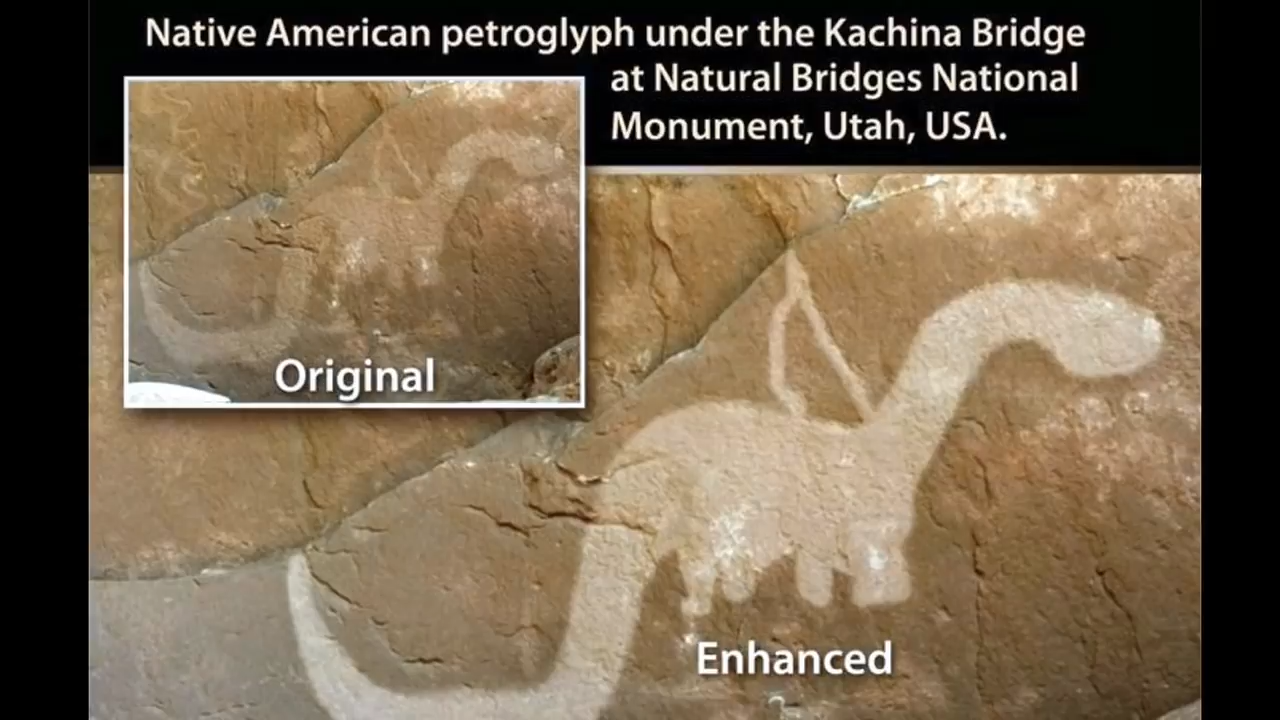 Native American petroglyph under the Kachina Bridge
at Natural Bridges National
Monument, Utah, USA.
Original
Enhanced